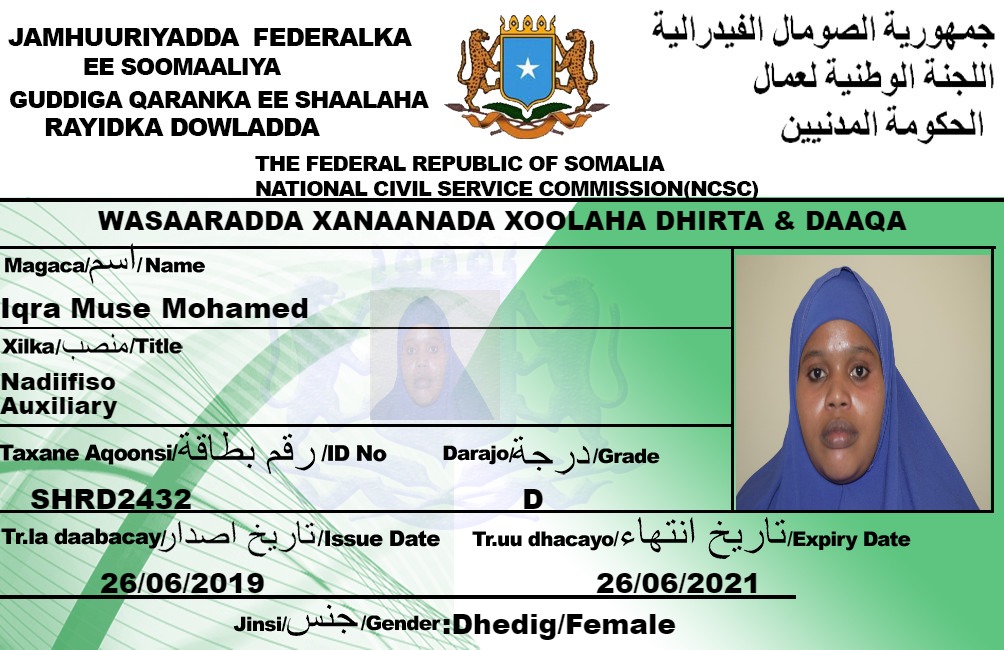 JAMHUURIYADDA FEDERALKA
EE SOOMAALIYA
GUDDIGA QARANKA EE SHAALAHA
RAYIDKA DOWLADDA
جمهورية الصومال الفيدرالية
اللجنة الوطنية لعمال
الحكومة المدنيين
THE FEDERAL REPUBLIC OF SOMALIA
NATIONAL CIVIL SERVICE COMMISSION(NCSC)
WASAARADDA XANAANADA XOOLAHA DHIRTA & DAAQA
Magaca/اسم/Name
Iqra Muse Mohamed
Xilka/منصب/Title
Nadiifiso
Auxiliary
Taxane Aqoonsi/رقم بطاقة/ID No Darajo/درجة/Grade
SHRD2432 D
Tr.la daabacay/تاريخ اصدار/Issue Date Tr.uu dhacayo/تاريخ انتهاء/Expiry Date
26/06/2019 26/06/2021
Jinsi/جنس/Gender:Dhedig/Female